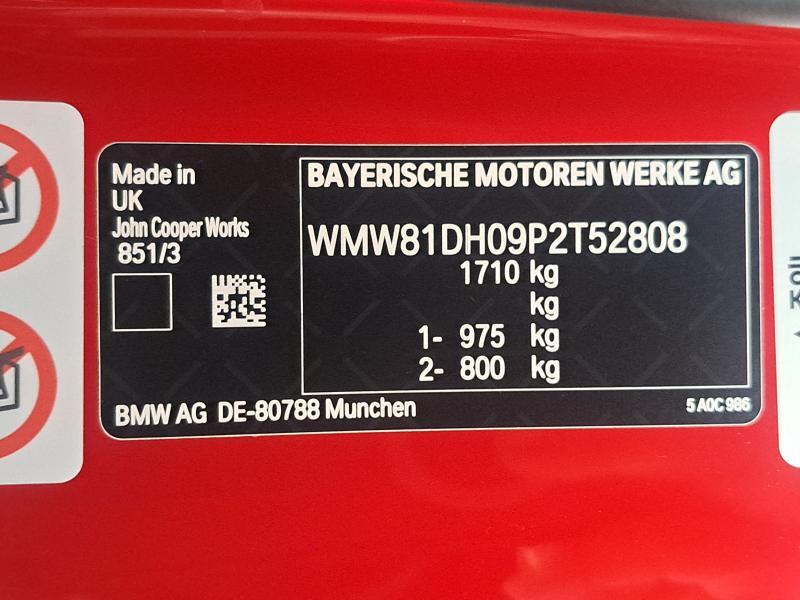 Made in
UK
John Cooper Works
851/3
BAYERISCHE MOTOREN WERKE AG
WMW81DH09P2T52808
1710 kg
kg
1- 975 kg
2- 800 kg
BMW AG DE-80788 Munchen
5 A0C 986